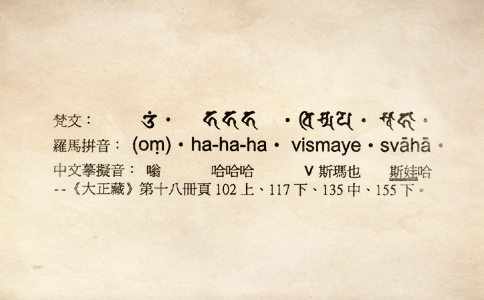 梵文：𑖌𑖼 · 𑖮𑖮𑖮 · 𑖪𑖰𑖭𑖿𑖦𑖧𑖸 · 𑖭𑖿𑖪𑖯𑖮𑖯 ·
羅馬拼音：(oṃ)·ha-ha-ha·vismaye·svāhā·
中文摹擬音：嗡 哈哈哈 V 斯瑪也 斯娃哈
--《大正藏》第十八冊頁 102 上、117 下、135 中、155 下。